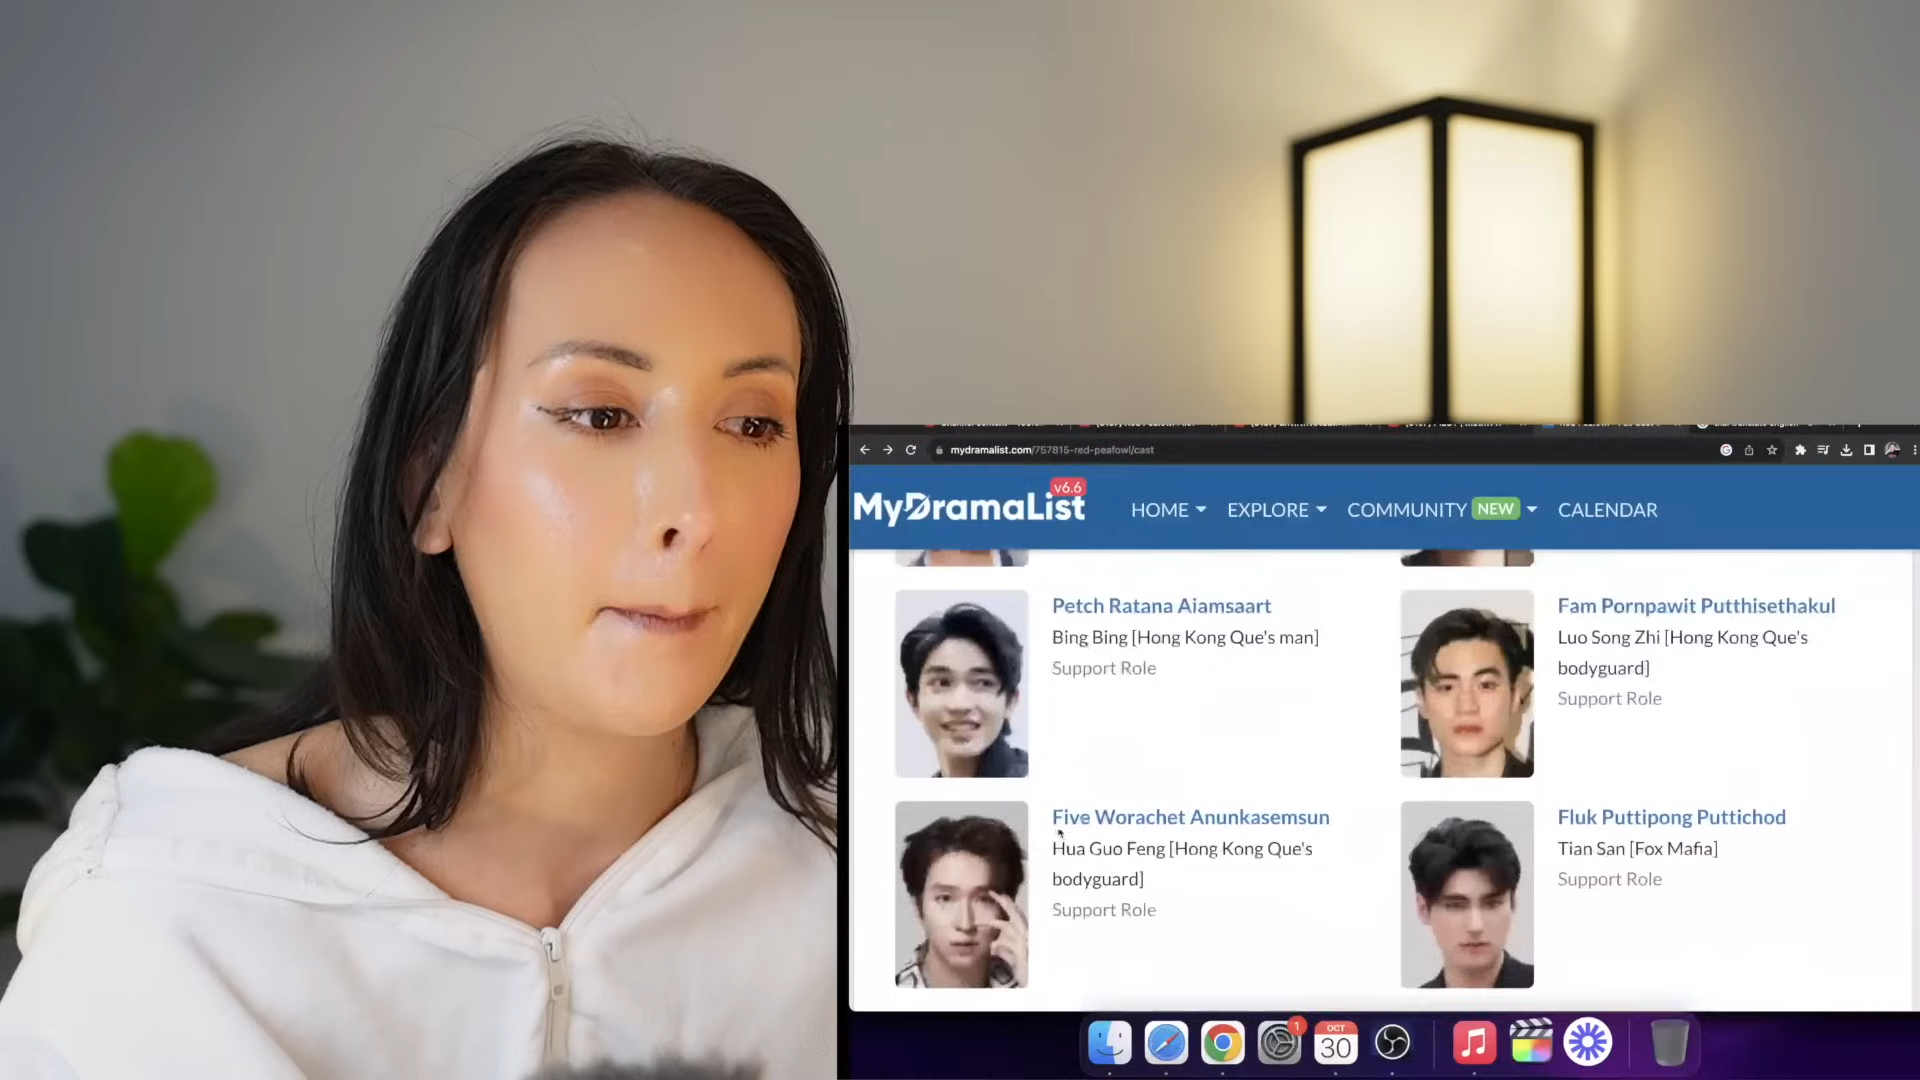 mydramalist.com/757815-red-peafowl/cast
MyDramaList v6.6 HOME EXPLORE COMMUNITY NEW CALENDAR
Petch Ratana Aiamsaart
Bing Bing [Hong Kong Que's man]
Support Role
Fam Pornpawit Putthisethakul
Luo Song Zhi [Hong Kong Que's
bodyguard]
Support Role
Five Worachet Anunkasemsun
Hua Guo Feng [Hong Kong Que's
bodyguard]
Support Role
Fluk Puttipong Puttichod
Tian San [Fox Mafia]
Support Role
1
OCT
30